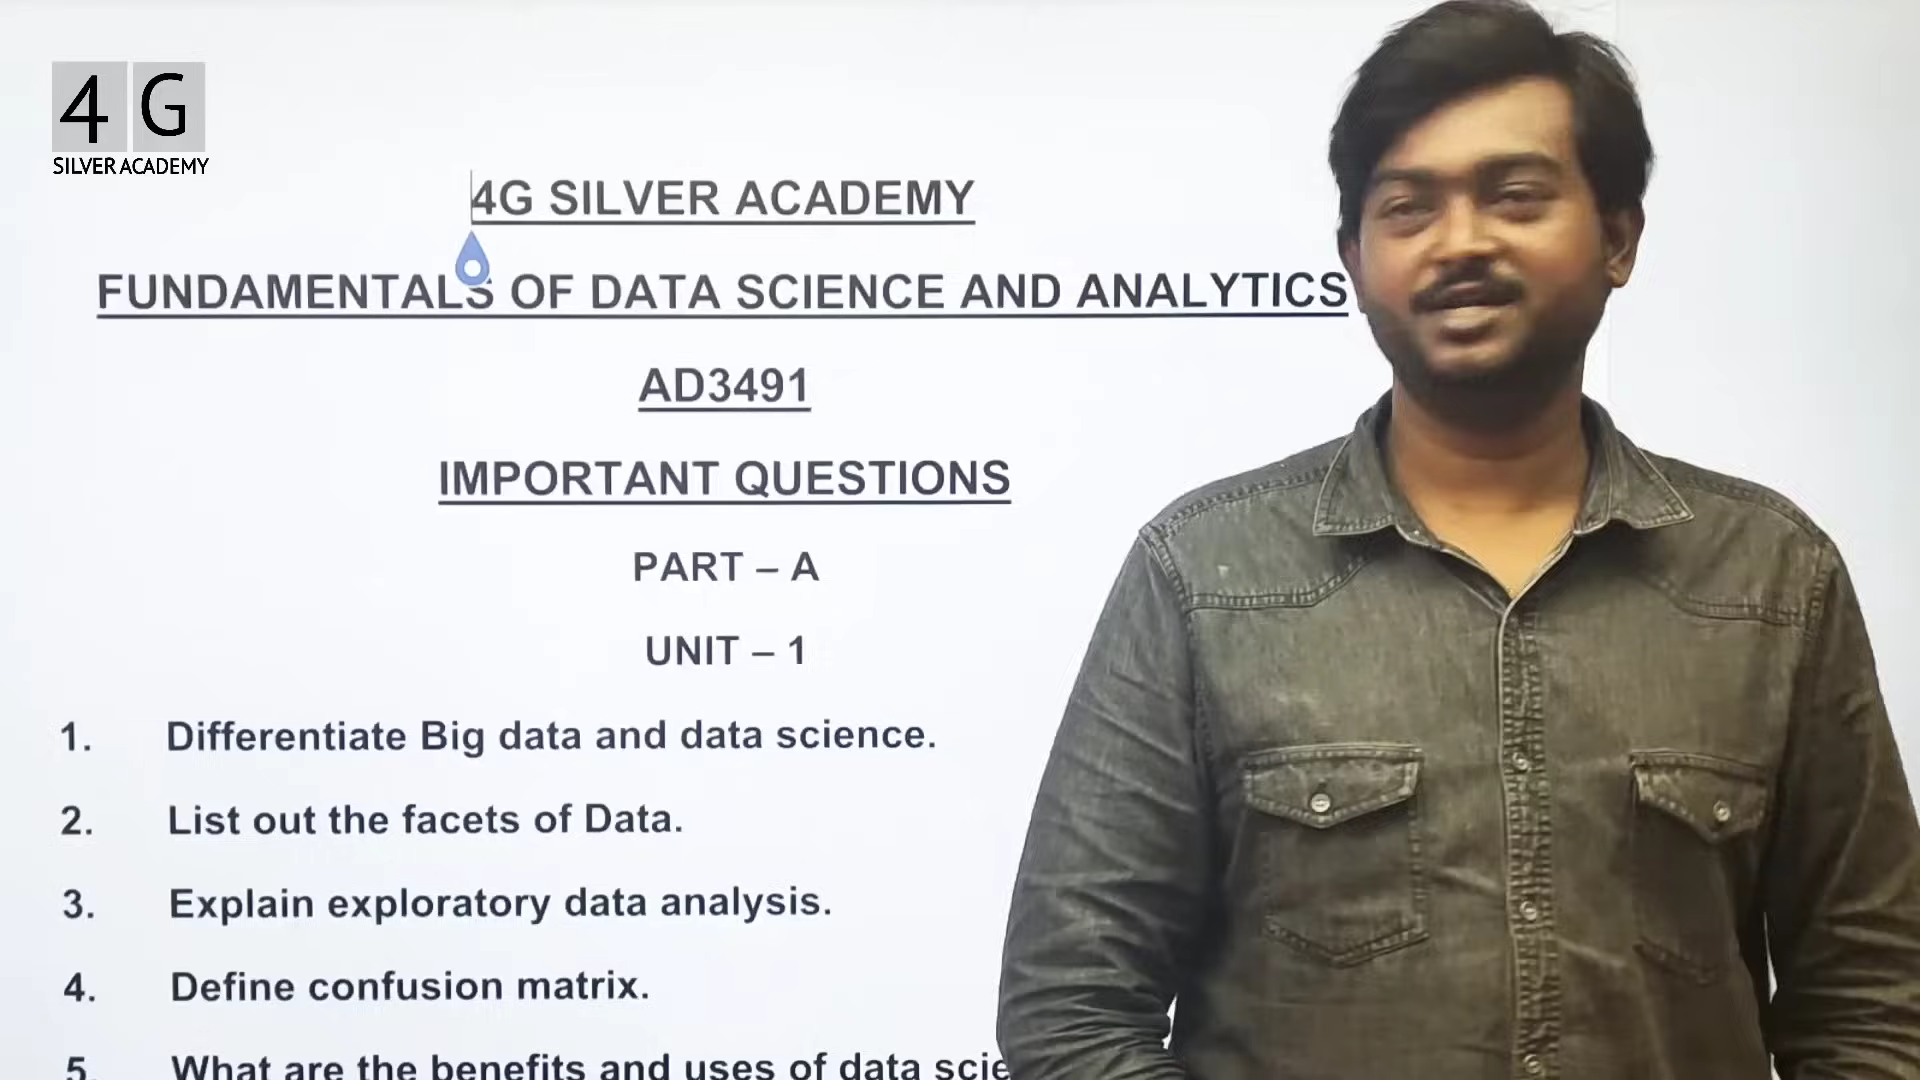 4G
SILVER ACADEMY
4G SILVER ACADEMY
FUNDAMENTALS OF DATA SCIENCE AND ANALYTICS
AD3491
IMPORTANT QUESTIONS
PART – A
UNIT – 1
1. Differentiate Big data and data science.
2. List out the facets of Data.
3. Explain exploratory data analysis.
4. Define confusion matrix.
5. What are the benefits and uses of data